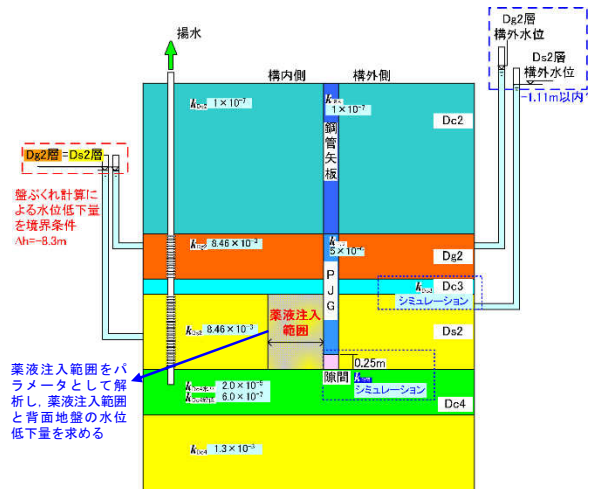 揚水
構内側
構外側
Dg2層
構外水位
Ds2層
構外水位
-1.11m以内
kDc2 1×10⁻⁷
1×10⁻⁷
鋼管矢板
Dc2
Dg2層=Ds2層
盤ぶくれ計算に
よる水位低下量
を境界条件
Δh=-8.3m
kDg2 8.46×10⁻³
5×10⁻⁶
Dg2
PJG
kDc3
Dc3
シミュレーション
薬液注入
範囲
kDs2 8.46×10⁻³
Ds2
0.25m
隙間
シミュレーション
薬液注入範囲をパ
ラメータとして解
析し，薬液注入範囲
と背面地盤の水位
低下量を求める
2.0×10⁻⁶
6.0×10⁻⁷
Dc4
kDc4 1.3×10⁻³